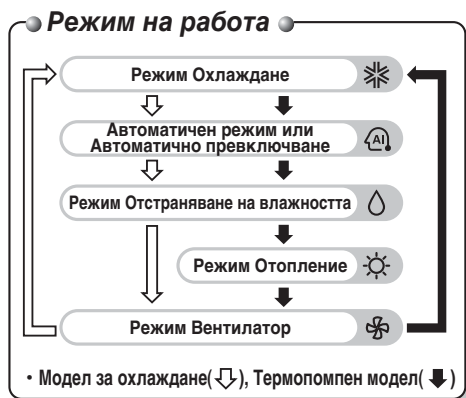 Режим на работа
Режим Охлаждане
Автоматичен режим или
Автоматично превключване
AI
Режим Отстраняване на влажността
Режим Отопление
Режим Вентилатор
• Модел за охлаждане(⇩), Термопомпен модел(🡇)